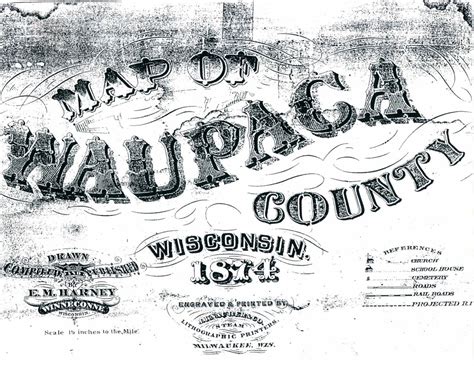 MAP OF
WAUPACA
COUNTY
WISCONSIN.
1874
DRAWN
COMPILED AND PUBLISHED
BY
E. M. HARNEY
WINNECONNE
WISCONSIN
Scale 1½ inches to the Mile.
ENGRAVED & PRINTED BY
STEAM
LITHOGRAPHIC PRINTERS.
MILWAUKEE, WIS.
REFERENCES
CHURCH
SCHOOL HOUSE
CEMETERY
ROADS
RAIL ROADS
PROJECTED R